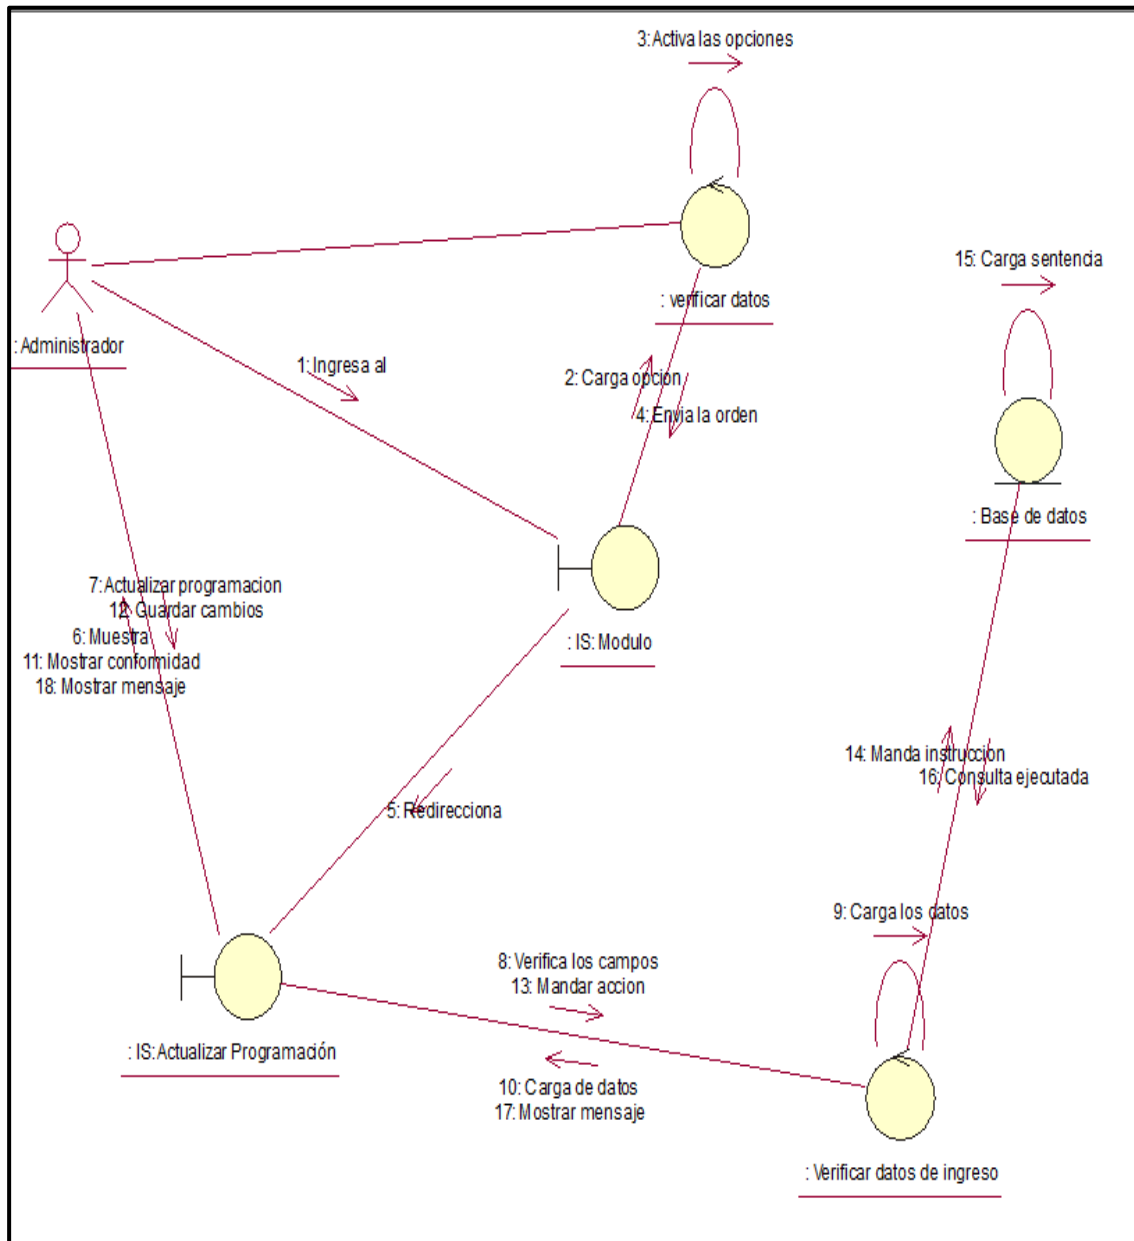 3: Activa las opciones
: verificar datos
15: Carga sentencia
: Administrador
1: Ingresa al
2: Carga opcion
4: Envia la orden
: Base de datos
7: Actualizar programacion
12: Guardar cambios
6: Muestra
11: Mostrar conformidad
18: Mostrar mensaje
: IS: Modulo
14: Manda instruccion
16: Consulta ejecutada
5: Redirecciona
9: Carga los datos
8: Verifica los campos
13: Mandar accion
: IS: Actualizar Programación
10: Carga de datos
17: Mostrar mensaje
: Verificar datos de ingreso